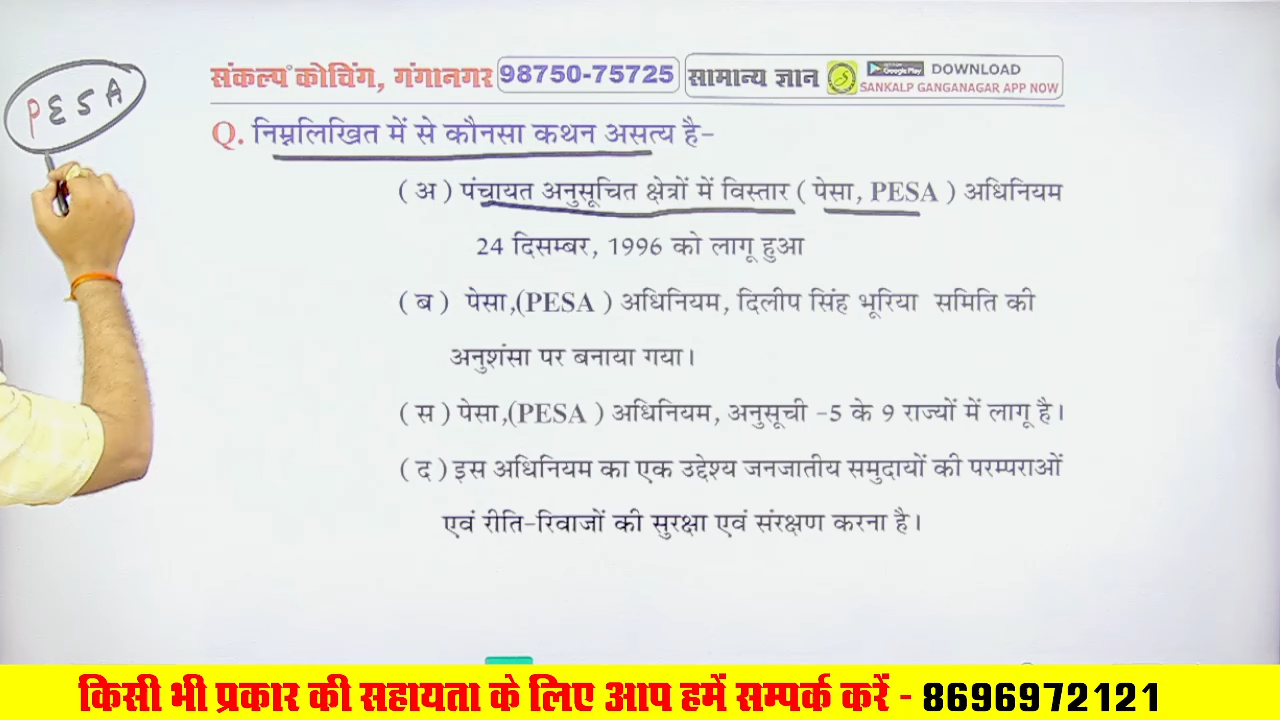 PESA
संकल्प कोचिंग, गंगानगर 98750-75725 सामान्य ज्ञान Google Play DOWNLOAD
SANKALP GANGANAGAR APP NOW
Q. निम्नलिखित में से कौनसा कथन असत्य है-
( अ ) पंचायत अनुसूचित क्षेत्रों में विस्तार ( पेसा, PESA ) अधिनियम
24 दिसम्बर, 1996 को लागू हुआ
( ब ) पेसा,(PESA ) अधिनियम, दिलीप सिंह भूरिया समिति की
अनुशंसा पर बनाया गया।
( स ) पेसा,(PESA ) अधिनियम, अनुसूची -5 के 9 राज्यों में लागू है।
( द ) इस अधिनियम का एक उद्देश्य जनजातीय समुदायों की परम्पराओं
एवं रीति-रिवाजों की सुरक्षा एवं संरक्षण करना है।
किसी भी प्रकार की सहायता के लिए आप हमें सम्पर्क करें - 8696972121